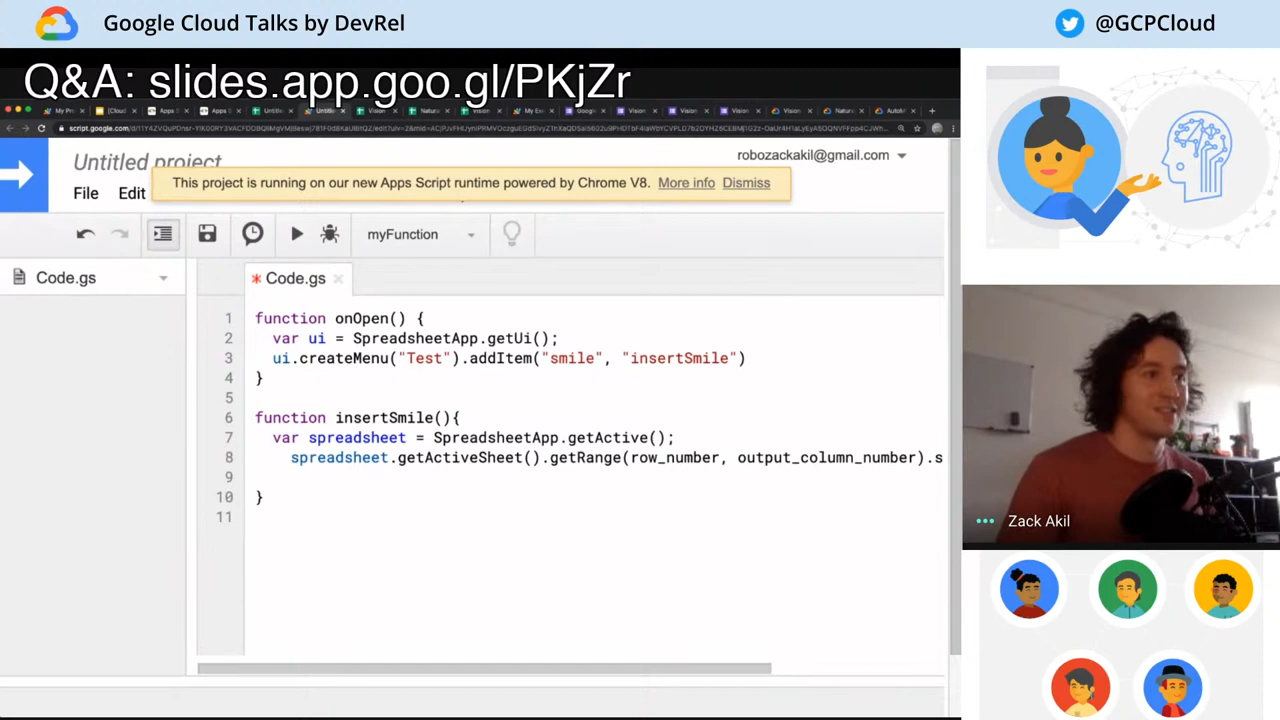 Google Cloud Talks by DevRel
@GCPCloud
Q&A: slides.app.goo.gl/PKjZr
Untitled project
robozackakil@gmail.com
File Edit
This project is running on our new Apps Script runtime powered by Chrome V8. More info Dismiss
myFunction
Code.gs
* Code.gs ×
1 function onOpen() {
2 var ui = SpreadsheetApp.getUi();
3 ui.createMenu("Test").addItem("smile", "insertSmile")
4 }
5
6 function insertSmile(){
7 var spreadsheet = SpreadsheetApp.getActive();
8 spreadsheet.getActiveSheet().getRange(row_number, output_column_number).s
9
10 }
11
Zack Akil